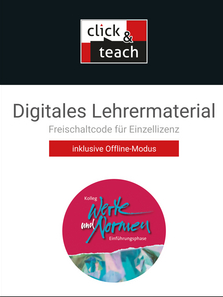 click &
teach
Digitales Lehrermaterial
Freischaltcode für Einzellizenz
inklusive Offline-Modus
Kolleg
Werte
und Normen
Einführungsphase